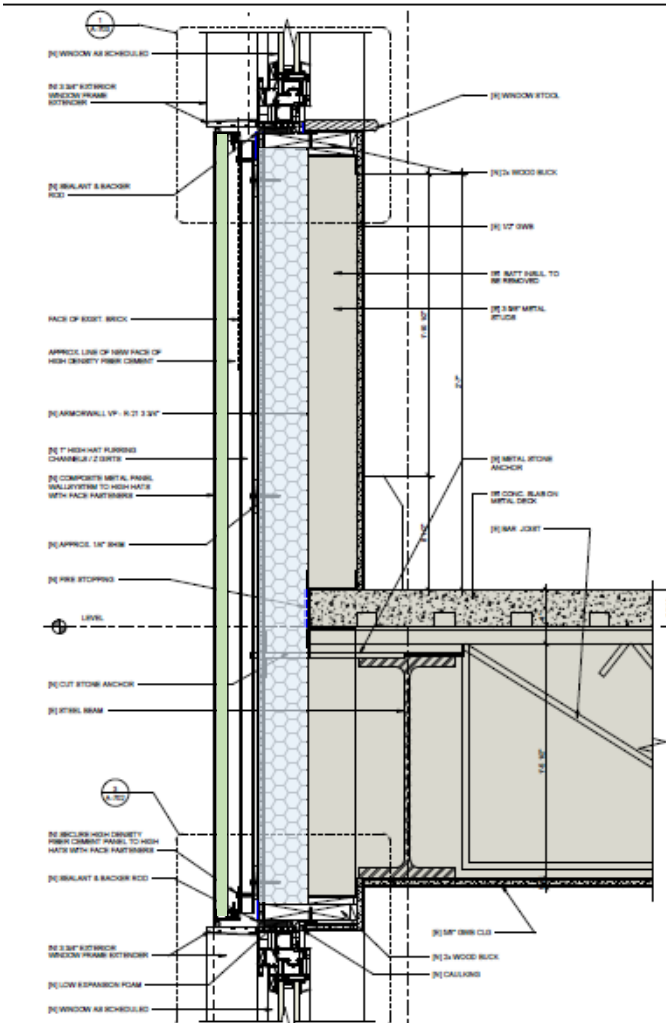 1
A-702
[N] WINDOW AS SCHEDULED
[N] 3 3/4" EXTERIOR
WINDOW FRAME
EXTENDER
[N] SEALANT & BACKER
ROD
FACE OF EXIST. BRICK
APPROX. LINE OF NEW FACE OF
HIGH DENSITY FIBER CEMENT
[N] ARMORWALL VP - R-21 3 3/4"
[N] 1" HIGH HAT FURRING
CHANNELS / Z GIRTS
[N] COMPOSITE METAL PANEL
WALLSYSTEM TO HIGH HATS
WITH FACE FASTENERS
[N] APPROX. 1/4" SHIM
[N] FIRE STOPPING
LEVEL
[N] CUT STONE ANCHOR
[E] STEEL BEAM
A-702
[N] SECURE HIGH DENSITY
FIBER CEMENT PANEL TO HIGH
HATS WITH FACE FASTENERS
[N] SEALANT & BACKER ROD
[N] 3 3/4" EXTERIOR
WINDOW FRAME EXTENDER
[N] LOW EXPANSION FOAM
[N] WINDOW AS SCHEDULED
[E] WINDOW STOOL
[N] 2x WOOD BUCK
[E] 1/2" GWB
[E] BATT INSUL. TO
BE REMOVED
[E] 3 5/8" METAL
STUDS
[E] METAL STONE
ANCHOR
[E] CONC. SLAB ON
METAL DECK
[E] BAR JOIST
[E] 5/8" GWB CLG
[N] 2x WOOD BUCK
[N] CAULKING